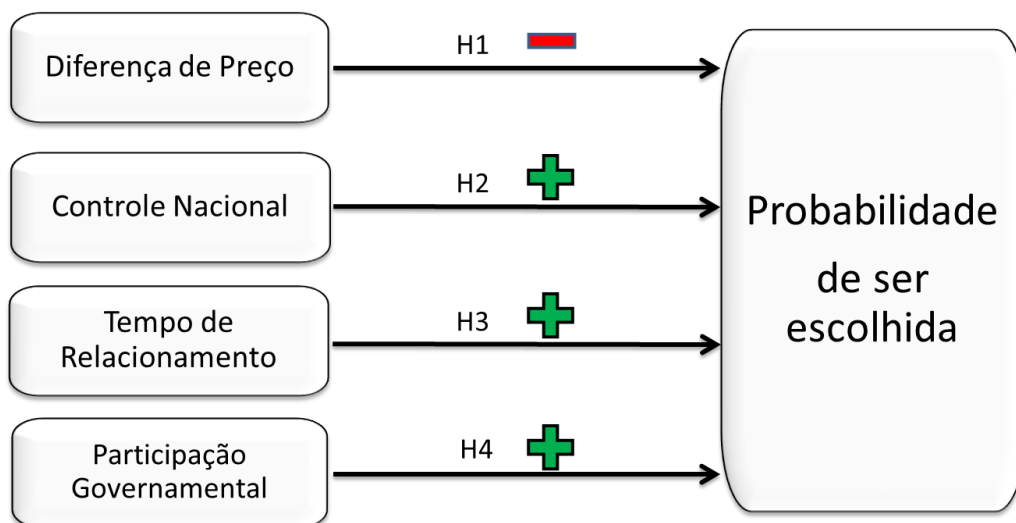 Diferença de Preço
H1
Controle Nacional
H2
Tempo de
Relacionamento
H3
Participação
Governamental
H4
Probabilidade
de ser
escolhida